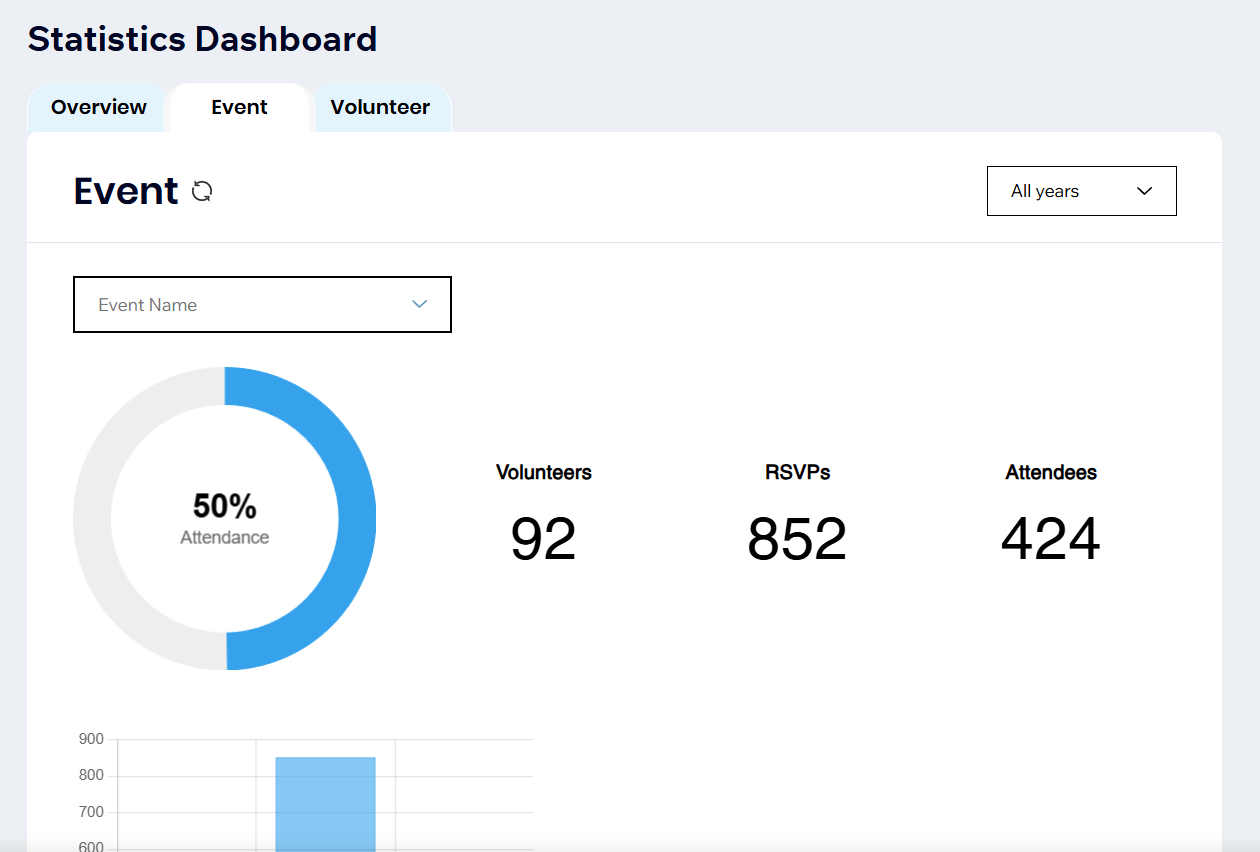 Statistics Dashboard
Overview Event Volunteer
Event All years
Event Name
50%
Attendance
Volunteers RSVPs Attendees
92 852 424
900
800
700
600